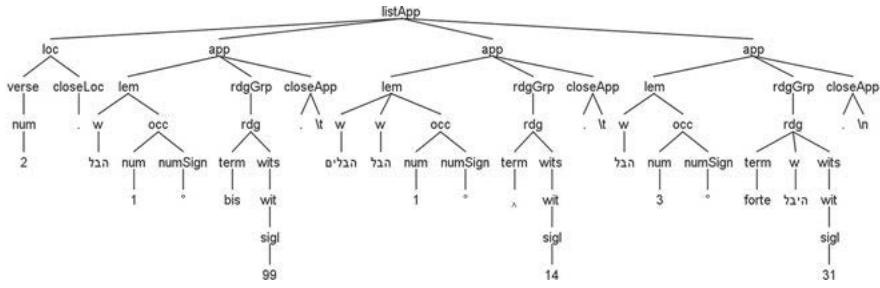 listApp
loc app app app
verse closeLoc lem rdgGrp closeApp lem rdgGrp closeApp lem rdgGrp closeApp
num . w occ rdg . \t w w occ rdg . \t w occ rdg . \n
2 הבל num numSign term wits הבלים הבל num numSign term wits הבל num numSign term w wits
1 ° bis wit 1 ° ^ wit 3 ° forte היבל wit
sigl sigl sigl
99 14 31